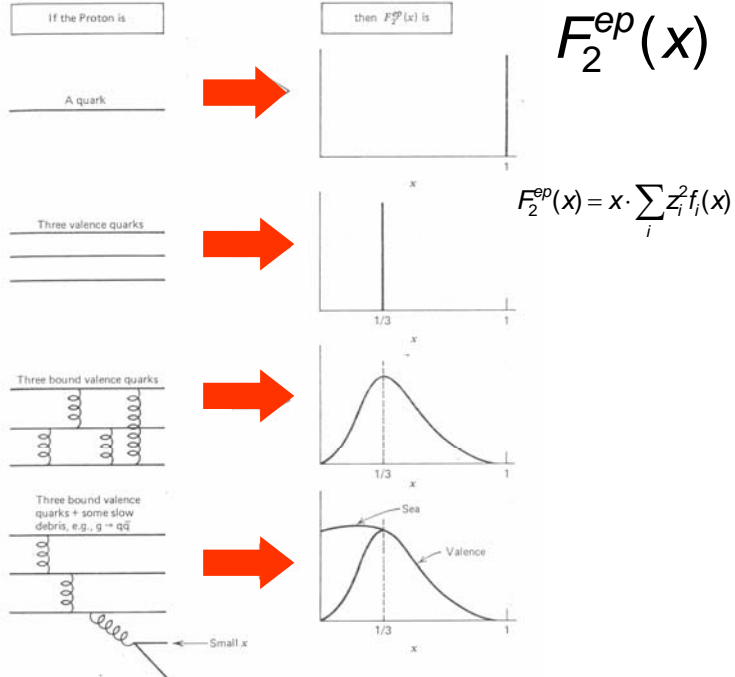 If the Proton is
then F₂ᵉᵖ(x) is
F₂ᵉᵖ(x)
A quark
1
x
F₂ᵉᵖ(x) = x · ∑ᵢ zᵢ² fᵢ(x)
Three valence quarks
1/3
1
x
Three bound valence quarks
1/3
1
x
Three bound valence
quarks + some slow
debris, e.g., g → qq̄
Sea
Valence
Small x
1/3
1
x